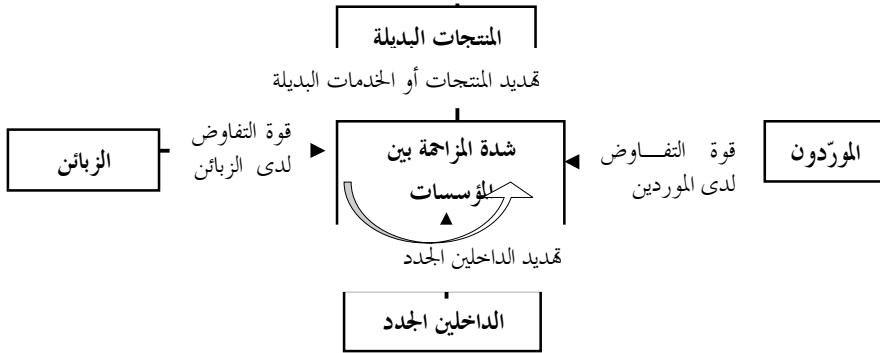 المنتجات البديلة
تهديد المنتجات أو الخدمات البديلة
المورّدون
قوة التفـــاوض
لدى الموردين
شدة المزاحمة بين
المؤسسات
قوة التفاوض
لدى الزبائن
الزبائن
تهديد الداخلين الجدد
الداخلين الجدد